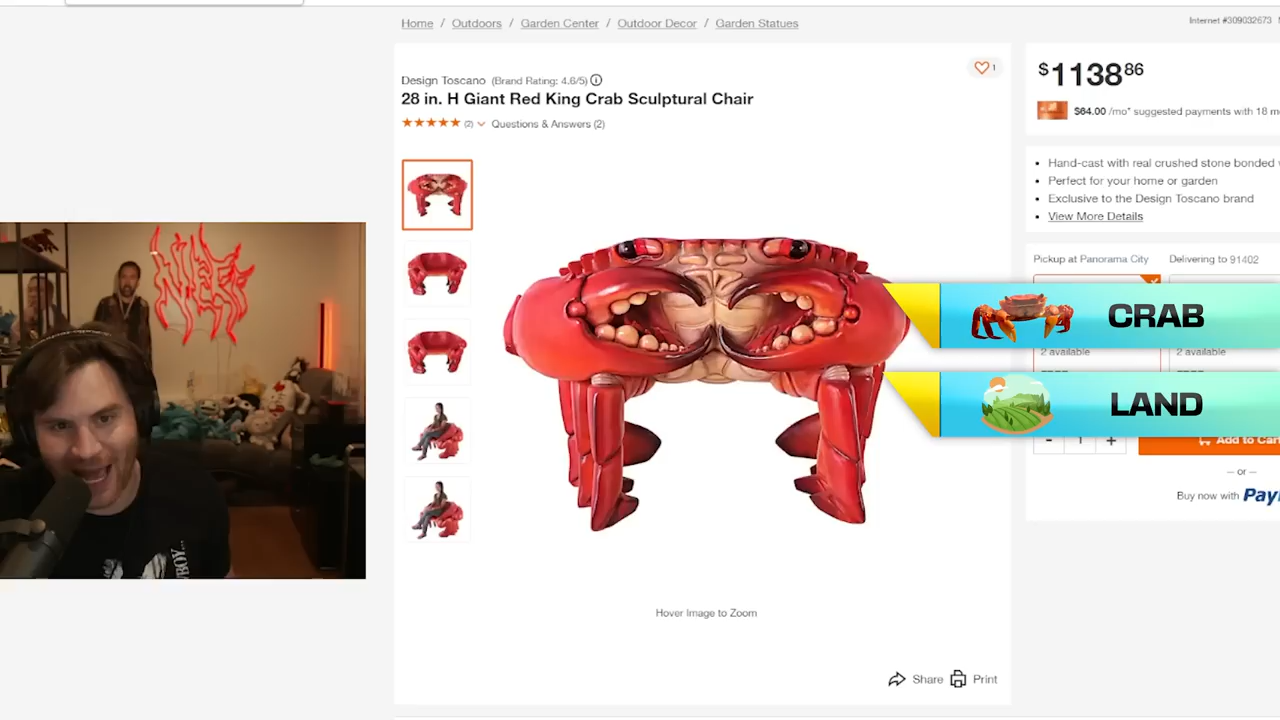 Home / Outdoors / Garden Center / Outdoor Decor / Garden Statues
Internet #309032673
Design Toscano (Brand Rating: 4.6/5)
1
28 in. H Giant Red King Crab Sculptural Chair
(2) Questions & Answers (2)
$1138 86
$64.00 /mo* suggested payments with 18
Hand-cast with real crushed stone bonded
Perfect for your home or garden
Exclusive to the Design Toscano brand
View More Details
Pickup at Panorama City
Delivering to 91402
CRAB
2 available
2 available
LAND
- 1 +
Add to Cart
— or —
Buy now with Pay
Hover Image to Zoom
Share
Print